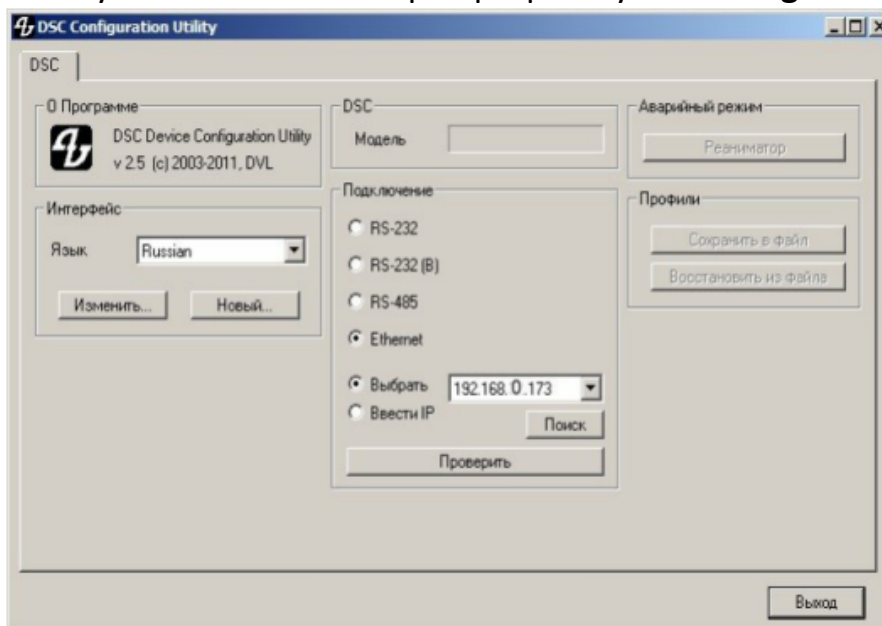 DSC Configuration Utility
DSC
О Программе
DSC Device Configuration Utility
v 2.5 (c) 2003-2011, DVL
Интерфейс
Язык
Russian
Изменить...
Новый...
DSC
Модель
Подключение
RS-232
RS-232 (B)
RS-485
Ethernet
Выбрать
192.168.0.173
Ввести IP
Поиск
Проверить
Аварийный режим
Реаниматор
Профили
Сохранить в файл
Восстановить из файла
Выход